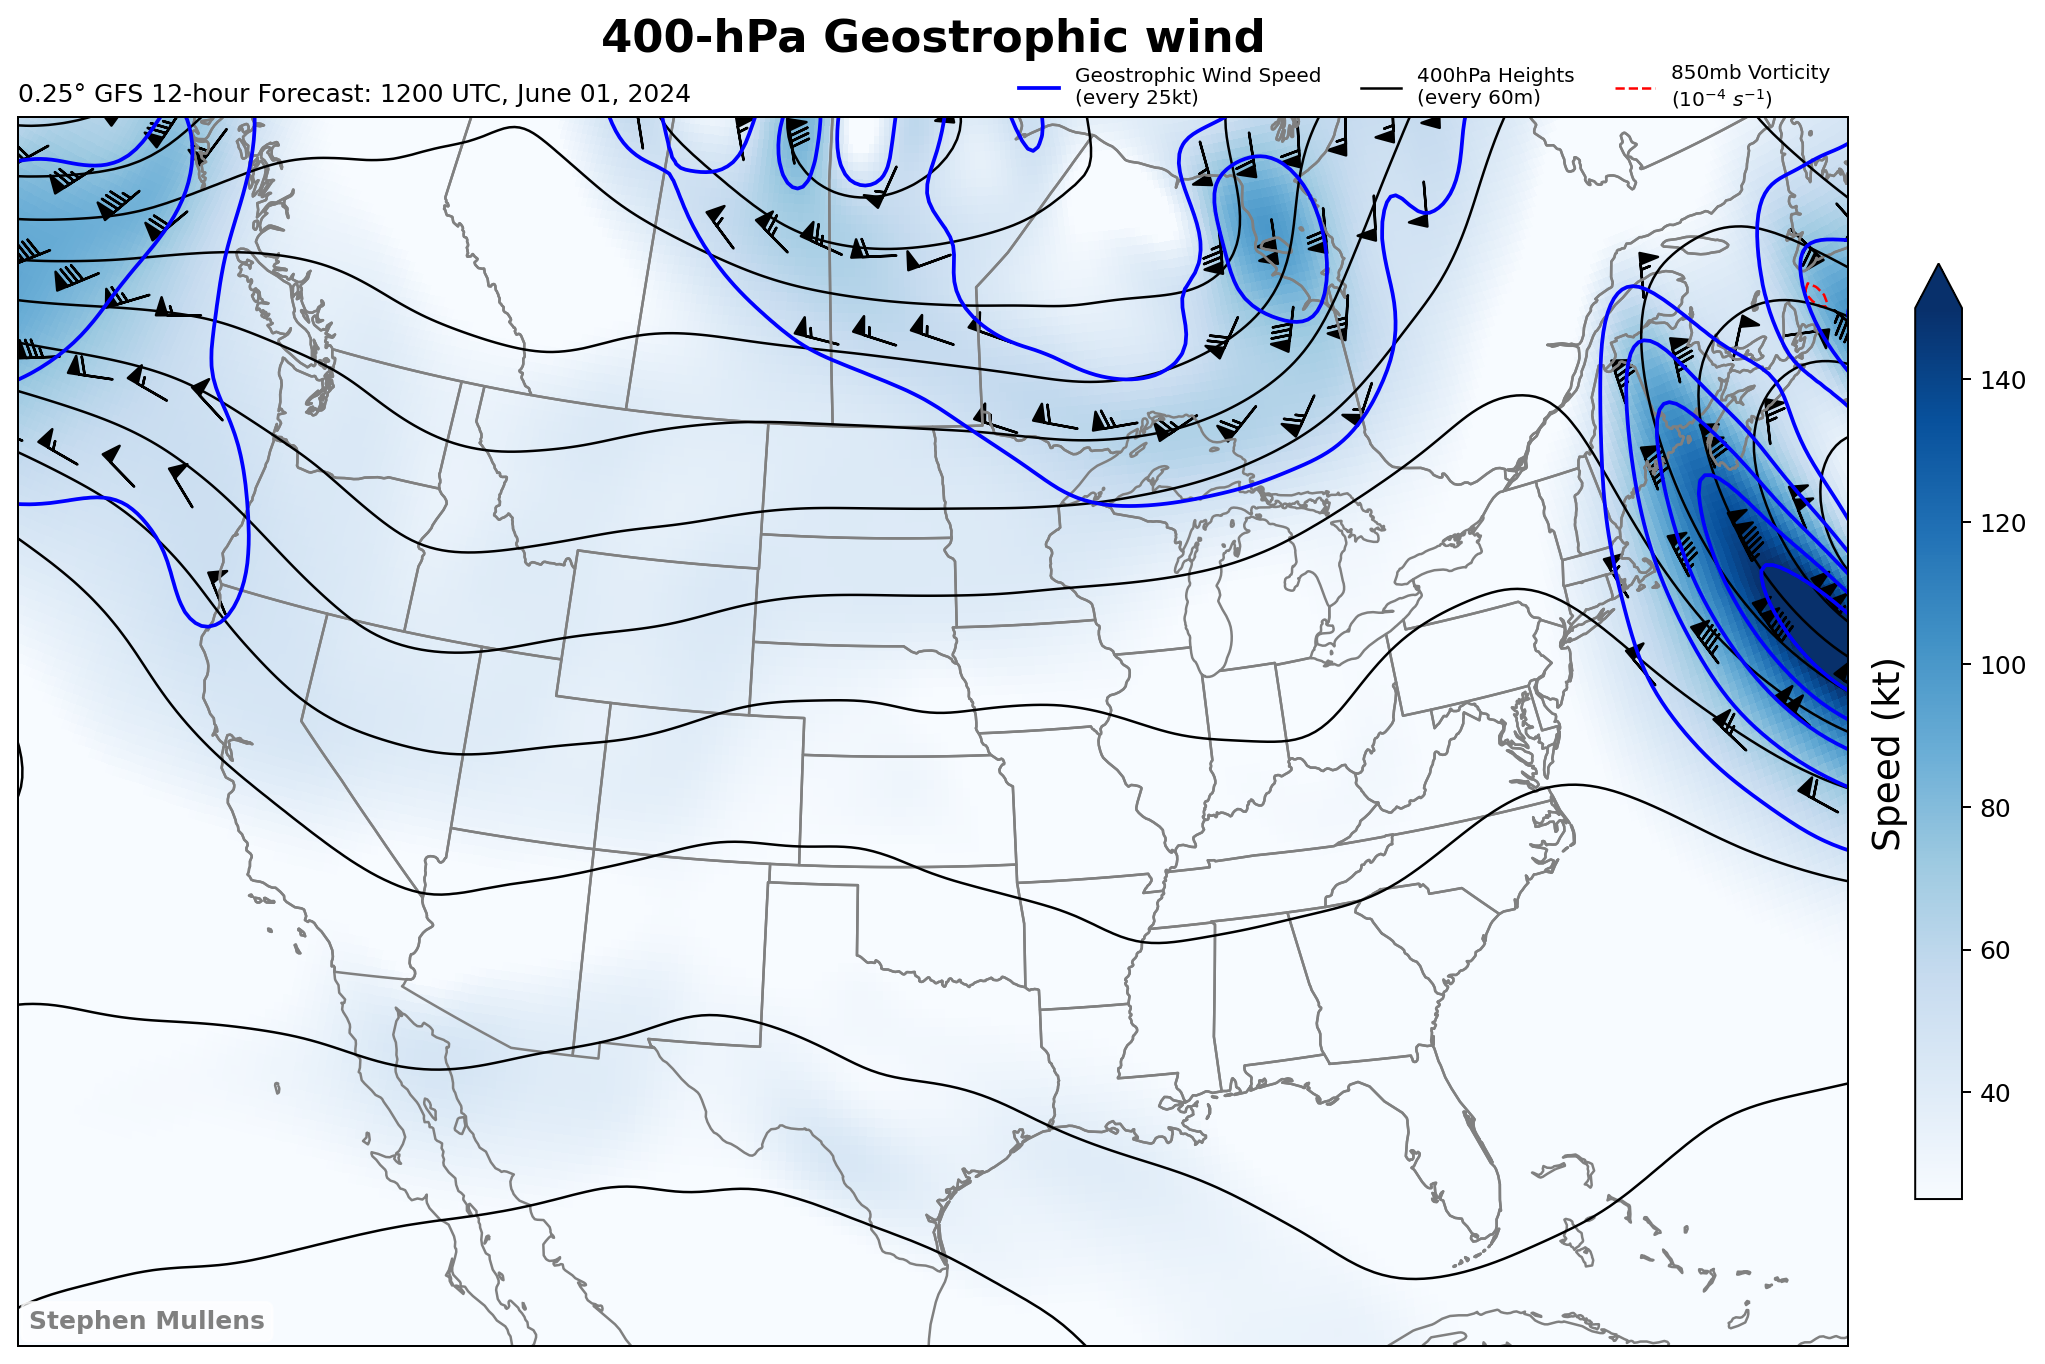 400-hPa Geostrophic wind
0.25° GFS 12-hour Forecast: 1200 UTC, June 01, 2024
Geostrophic Wind Speed
(every 25kt)
400hPa Heights
(every 60m)
850mb Vorticity
(10⁻⁴ s⁻¹)
140
120
100
80
60
40
Speed (kt)
Stephen Mullens